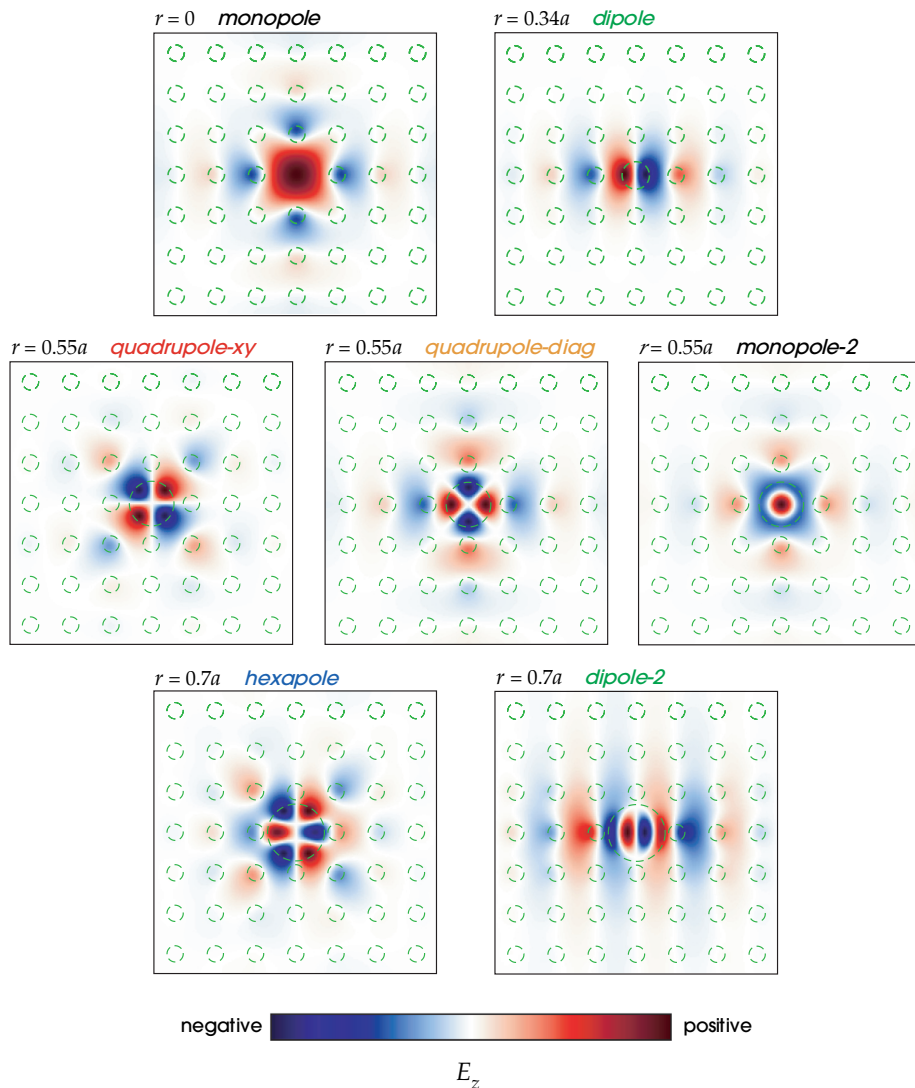 r = 0 monopole
r = 0.34a dipole
r = 0.55a quadrupole-xy
r = 0.55a quadrupole-diag
r = 0.55a monopole-2
r = 0.7a hexapole
r = 0.7a dipole-2
negative positive
E_z